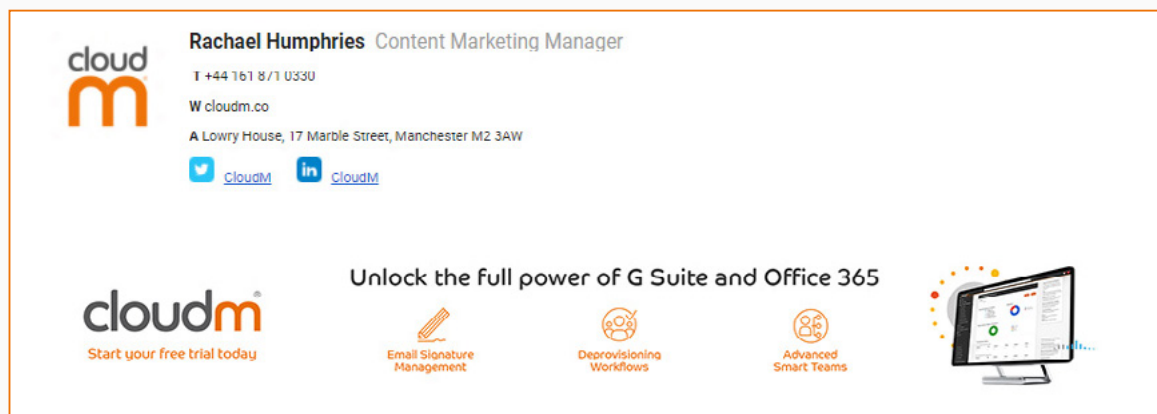 cloud
m
Rachael Humphries Content Marketing Manager
T +44 161 871 0330
W cloudm.co
A Lowry House, 17 Marble Street, Manchester M2 3AW
CloudM
in CloudM
Unlock the full power of G Suite and Office 365
cloudm
Start your free trial today
Email Signature
Management
Deprovisioning
Workflows
Advanced
Smart Teams